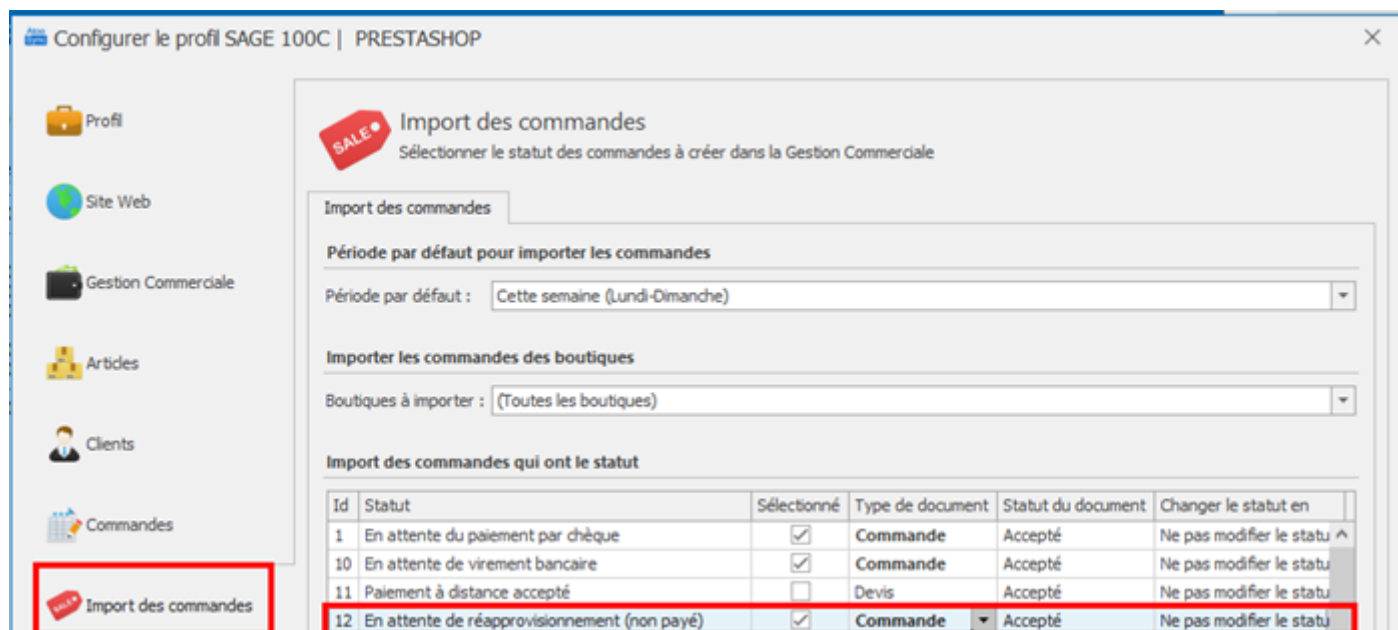 Configurer le profil SAGE 100C | PRESTASHOP
Profil
Site Web
Gestion Commerciale
Articles
Clients
Commandes
Import des commandes
SALE
Import des commandes
Sélectionner le statut des commandes à créer dans la Gestion Commerciale
Import des commandes
Période par défaut pour importer les commandes
Période par défaut : Cette semaine (Lundi-Dimanche)
Importer les commandes des boutiques
Boutiques à importer : (Toutes les boutiques)
Import des commandes qui ont le statut
Id Statut Sélectionné Type de document Statut du document Changer le statut en
1 En attente du paiement par chèque Commande Accepté Ne pas modifier le statu
10 En attente de virement bancaire Commande Accepté Ne pas modifier le statu
11 Paiement à distance accepté Devis Accepté Ne pas modifier le statu
12 En attente de réapprovisionnement (non payé) Commande Accepté Ne pas modifier le statu